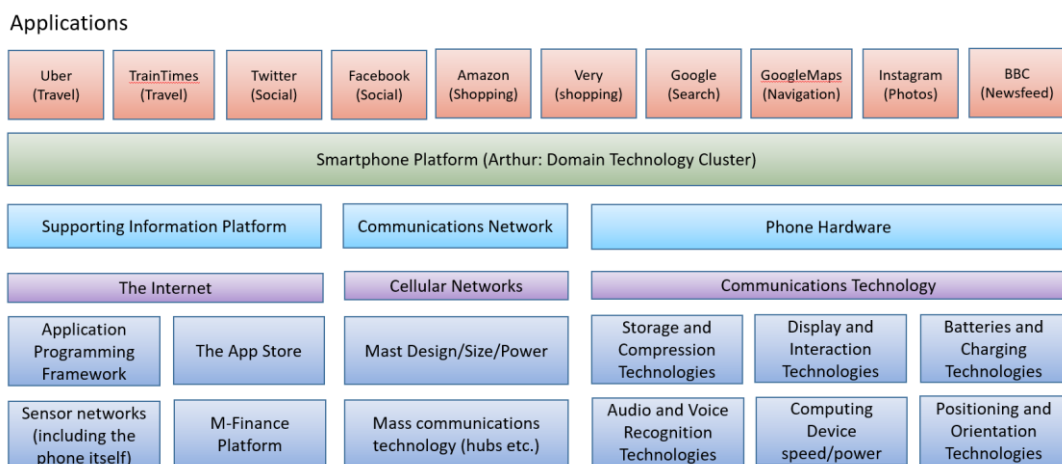 Applications
Uber
(Travel)
TrainTimes
(Travel)
Twitter
(Social)
Facebook
(Social)
Amazon
(Shopping)
Very
(shopping)
Google
(Search)
GoogleMaps
(Navigation)
Instagram
(Photos)
BBC
(Newsfeed)
Smartphone Platform (Arthur: Domain Technology Cluster)
Supporting Information Platform
Communications Network
Phone Hardware
The Internet
Cellular Networks
Communications Technology
Application
Programming
Framework
The App Store
Mast Design/Size/Power
Storage and
Compression
Technologies
Display and
Interaction
Technologies
Batteries and
Charging
Technologies
Sensor networks
(including the
phone itself)
M-Finance
Platform
Mass communications
technology (hubs etc.)
Audio and Voice
Recognition
Technologies
Computing
Device
speed/power
Positioning and
Orientation
Technologies